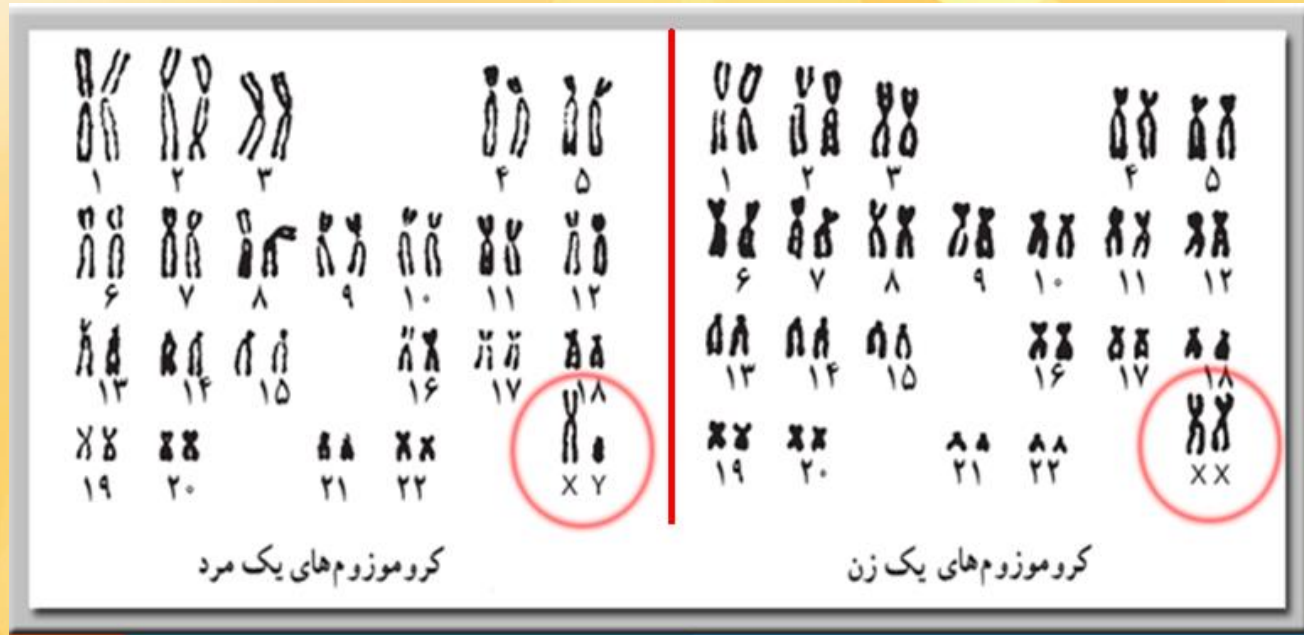 ۱ ۲ ۳ ۴ ۵
۶ ۷ ۸ ۹ ۱۰ ۱۱ ۱۲
۱۳ ۱۴ ۱۵ ۱۶ ۱۷ ۱۸
۱۹ ۲۰ ۲۱ ۲۲ X Y
کروموزوم‌های یک مرد
۱ ۲ ۳ ۴ ۵
۶ ۷ ۸ ۹ ۱۰ ۱۱ ۱۲
۱۳ ۱۴ ۱۵ ۱۶ ۱۷ ۱۸
۱۹ ۲۰ ۲۱ ۲۲ X X
کروموزوم‌های یک زن